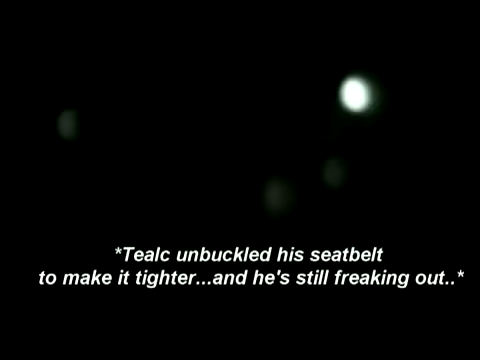 *Tealc unbuckled his seatbelt
to make it tighter...and he's still freaking out..*